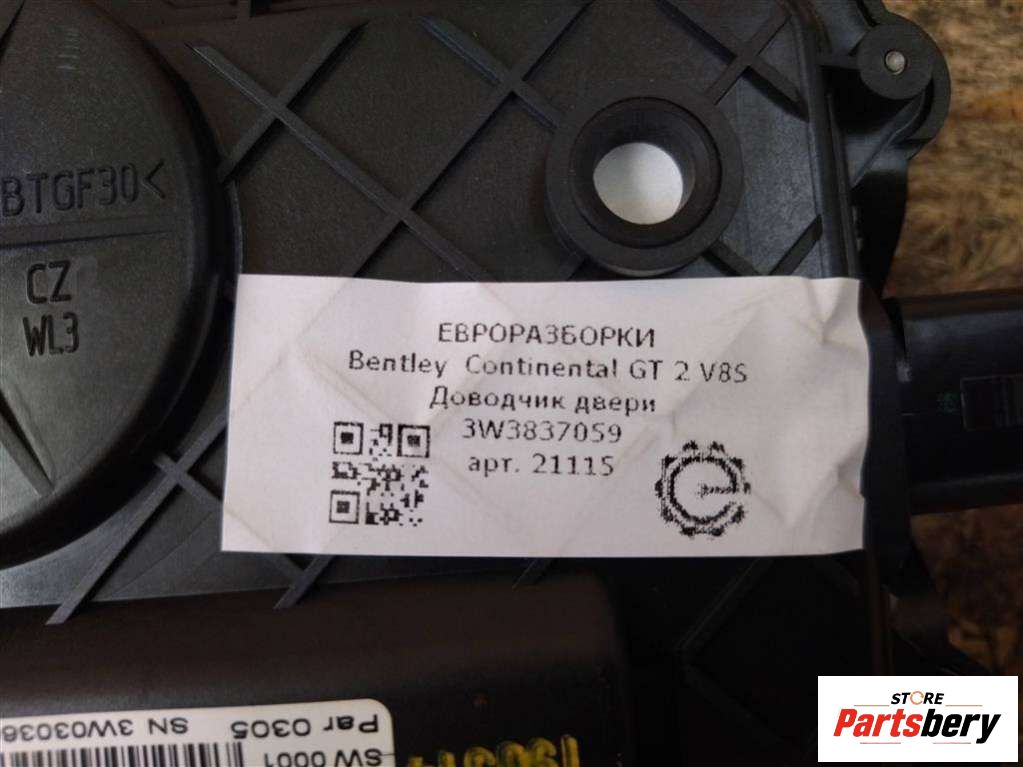 BTGF30<
CZ
WL3
ЕВРОРАЗБОРКИ
Bentley Continental GT 2 V8S
Доводчик двери
3W3837059
арт. 21115
Par 0305
SN 3W03036
SW 0001
STORE
Partsbery